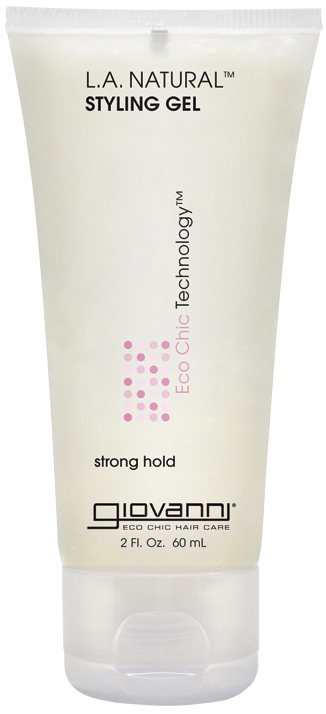 L.A. NATURAL™
STYLING GEL
Eco Chic Technology™
strong hold
giovanni®
ECO CHIC HAIR CARE
2 Fl. Oz. 60 mL